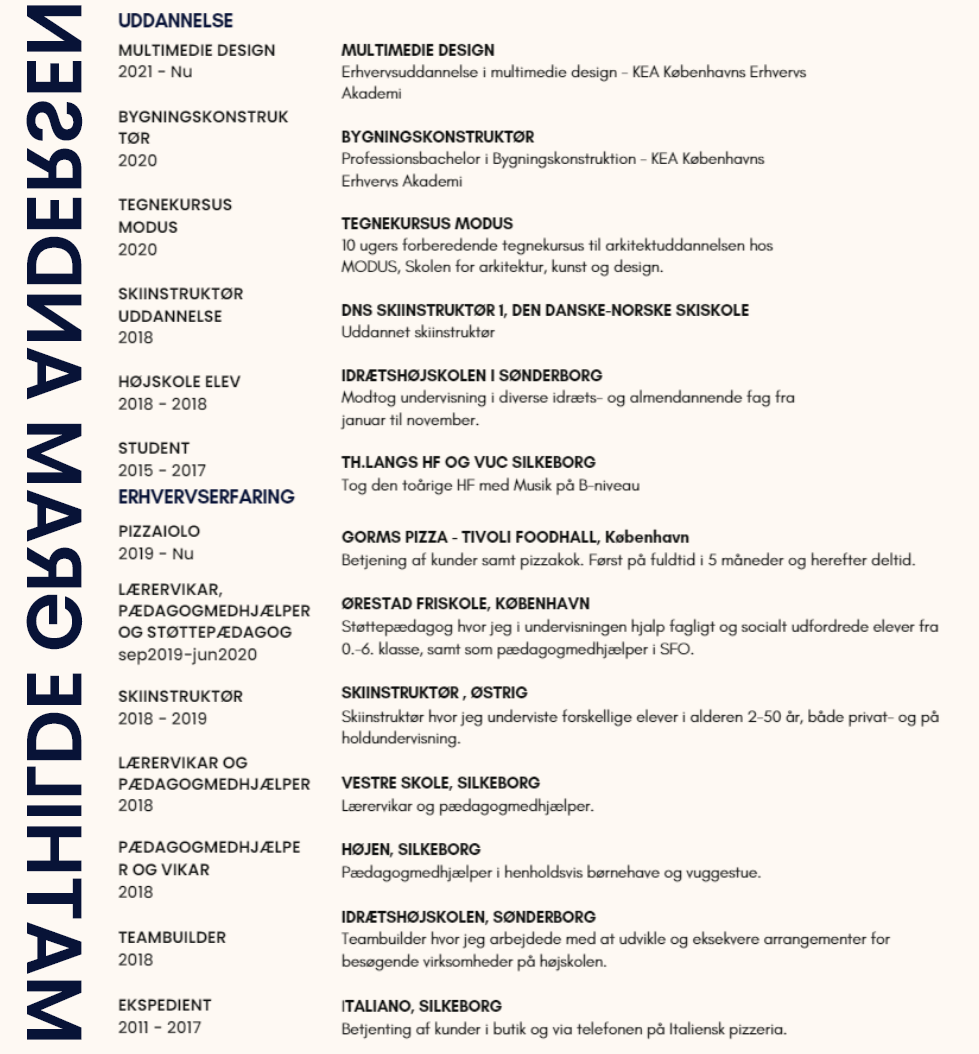 MATHILDE GRAM ANDERSEN
UDDANNELSE
MULTIMEDIE DESIGN
2021 - Nu
MULTIMEDIE DESIGN
Erhvervsuddannelse i multimedie design - KEA Københavns Erhvervs
Akademi
BYGNINGSKONSTRUK
TØR
2020
BYGNINGSKONSTRUKTØR
Professionsbachelor i Bygningskonstruktion - KEA Københavns
Erhvervs Akademi
TEGNEKURSUS
MODUS
2020
TEGNEKURSUS MODUS
10 ugers forberedende tegnekursus til arkitektuddannelsen hos
MODUS, Skolen for arkitektur, kunst og design.
SKIINSTRUKTØR
UDDANNELSE
2018
DNS SKIINSTRUKTØR 1, DEN DANSKE-NORSKE SKISKOLE
Uddannet skiinstruktør
HØJSKOLE ELEV
2018 - 2018
IDRÆTSHØJSKOLEN I SØNDERBORG
Modtog undervisning i diverse idræts- og almendannende fag fra
januar til november.
STUDENT
2015 - 2017
TH.LANGS HF OG VUC SILKEBORG
Tog den toårige HF med Musik på B-niveau
ERHVERVSERFARING
PIZZAIOLO
2019 - Nu
GORMS PIZZA - TIVOLI FOODHALL, København
Betjening af kunder samt pizzakok. Først på fuldtid i 5 måneder og herefter deltid.
LÆRERVIKAR,
PÆDAGOGMEDHJÆLPER
OG STØTTEPÆDAGOG
sep2019-jun2020
ØRESTAD FRISKOLE, KØBENHAVN
Støttepædagog hvor jeg i undervisningen hjalp fagligt og socialt udfordrede elever fra
0.-6. klasse, samt som pædagogmedhjælper i SFO.
SKIINSTRUKTØR
2018 - 2019
SKIINSTRUKTØR , ØSTRIG
Skiinstruktør hvor jeg underviste forskellige elever i alderen 2-50 år, både privat- og på
holdundervisning.
LÆRERVIKAR OG
PÆDAGOGMEDHJÆLPER
2018
VESTRE SKOLE, SILKEBORG
Lærervikar og pædagogmedhjælper.
PÆDAGOGMEDHJÆLPE
R OG VIKAR
2018
HØJEN, SILKEBORG
Pædagogmedhjælper i henholdsvis børnehave og vuggestue.
TEAMBUILDER
2018
IDRÆTSHØJSKOLEN, SØNDERBORG
Teambuilder hvor jeg arbejdede med at udvikle og eksekvere arrangementer for
besøgende virksomheder på højskolen.
EKSPEDIENT
2011 - 2017
ITALIANO, SILKEBORG
Betjenting af kunder i butik og via telefonen på Italiensk pizzeria.